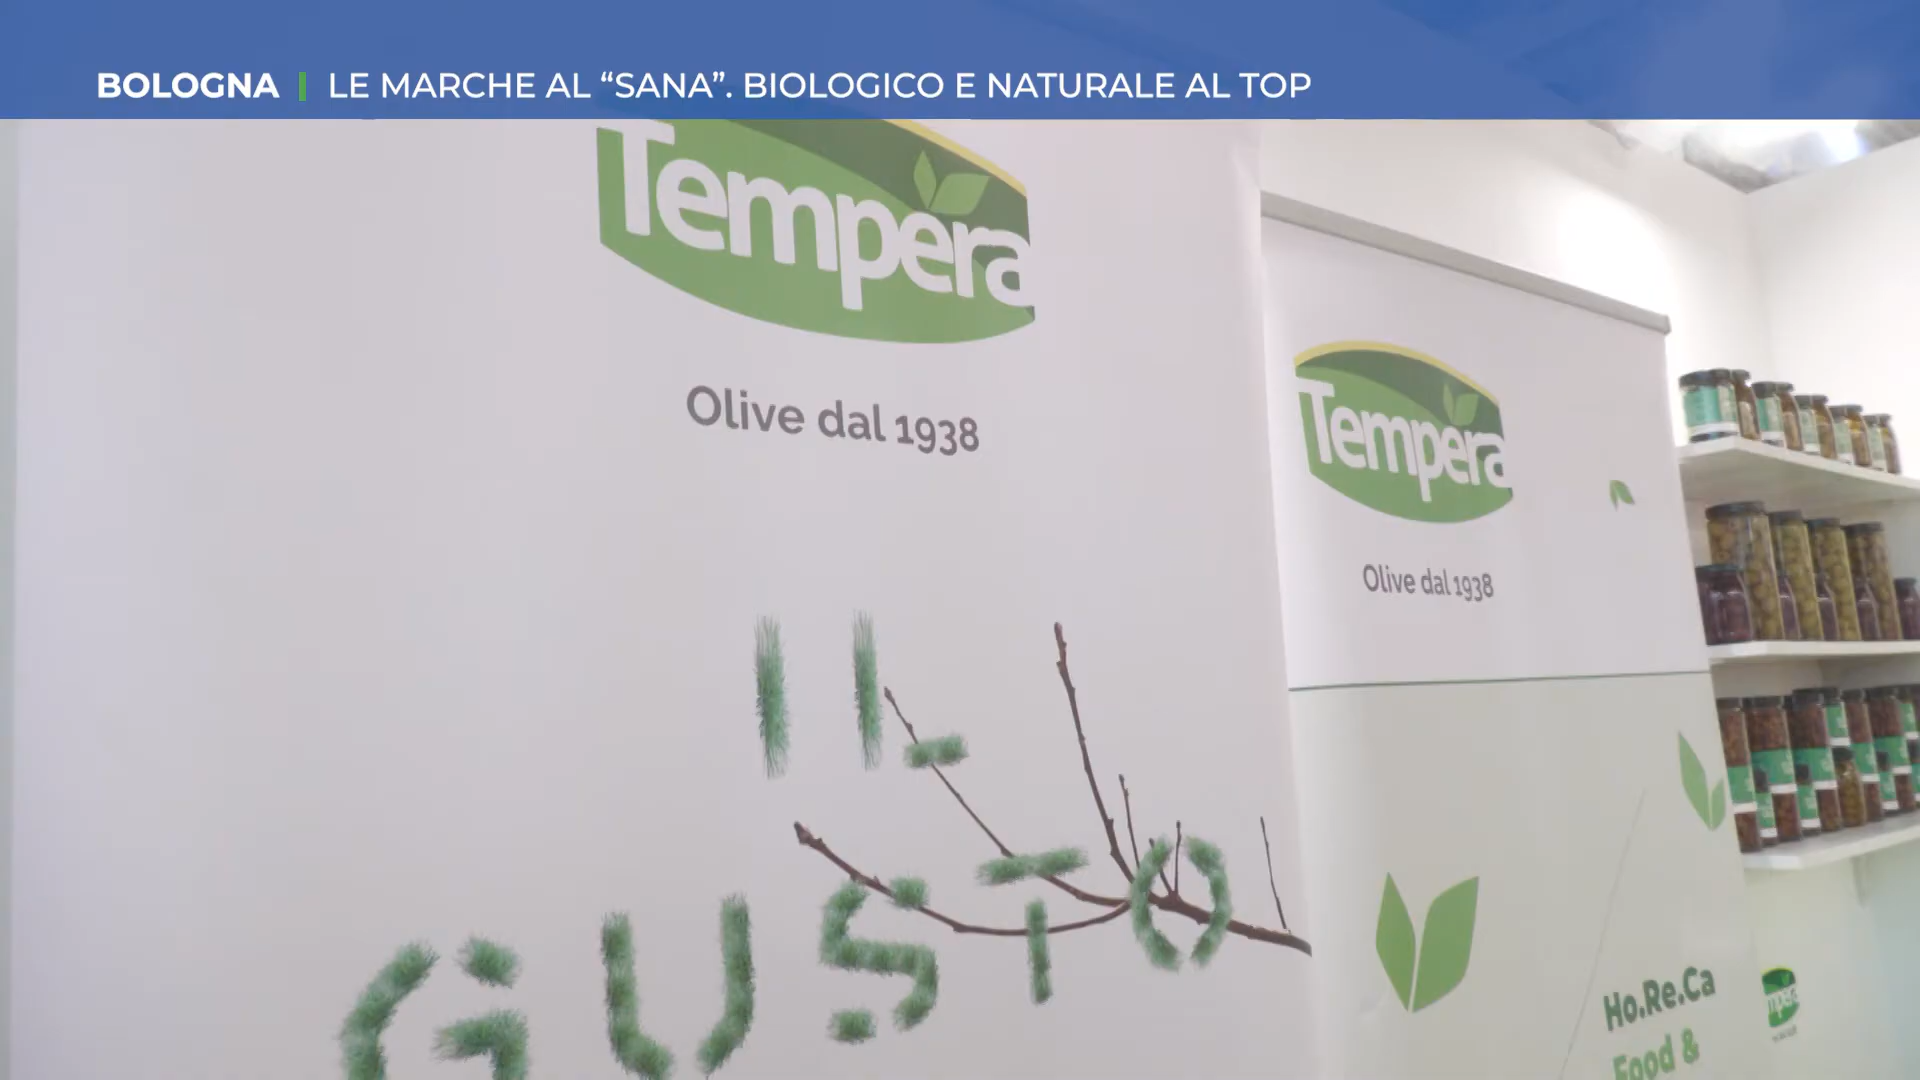 BOLOGNA | LE MARCHE AL “SANA”. BIOLOGICO E NATURALE AL TOP
Tempera
Olive dal 1938
IL
GUSTO
Tempera
Olive dal 1938
Ho.Re.Ca
Food &